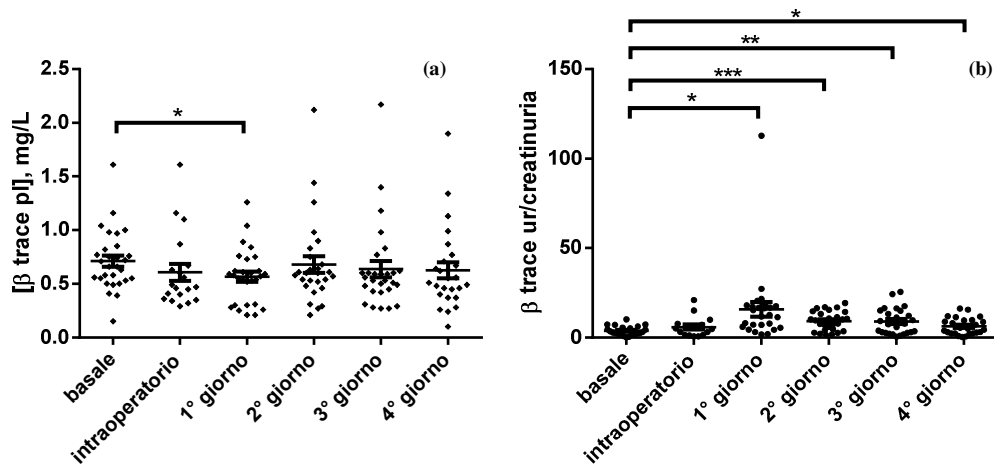 (a)
[β trace pl], mg/L
2.5
2.0
1.5
1.0
0.5
0.0
*
basale
intraoperatorio
1° giorno
2° giorno
3° giorno
4° giorno
(b)
β trace ur/creatinuria
150
100
50
0
*
**
***
*
basale
intraoperatorio
1° giorno
2° giorno
3° giorno
4° giorno